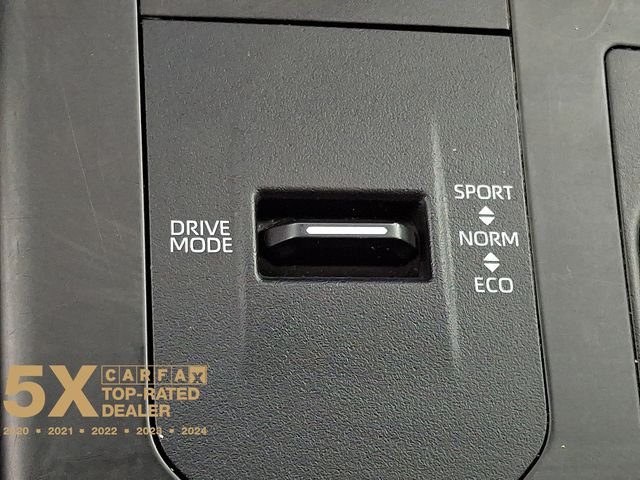 DRIVE
MODE
SPORT
NORM
ECO
5X
CARFAX
TOP-RATED
DEALER
2020 • 2021 • 2022 • 2023 • 2024